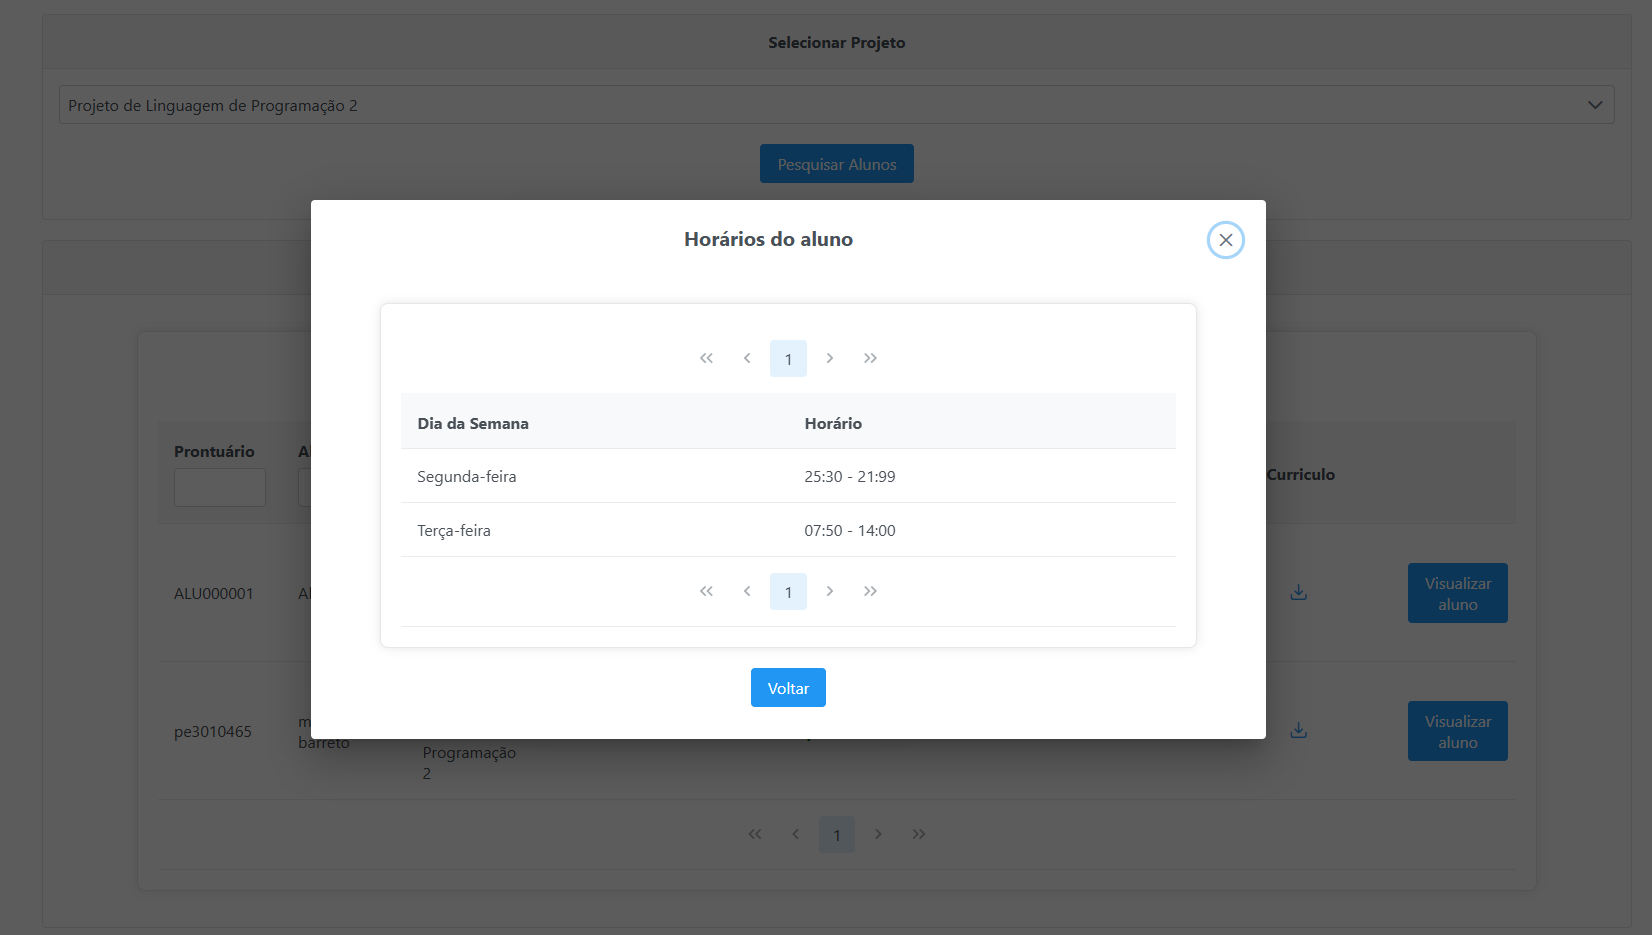 Selecionar Projeto
Projeto de Linguagem de Programação 2
Pesquisar Alunos
Horários do aluno
1
Dia da Semana Horário
Segunda-feira 25:30 - 21:99
Terça-feira 07:50 - 14:00
1
Voltar
Prontuário Curriculo
ALU000001 Visualizar
aluno
pe3010465 barreto Visualizar
aluno
Programação
2
1